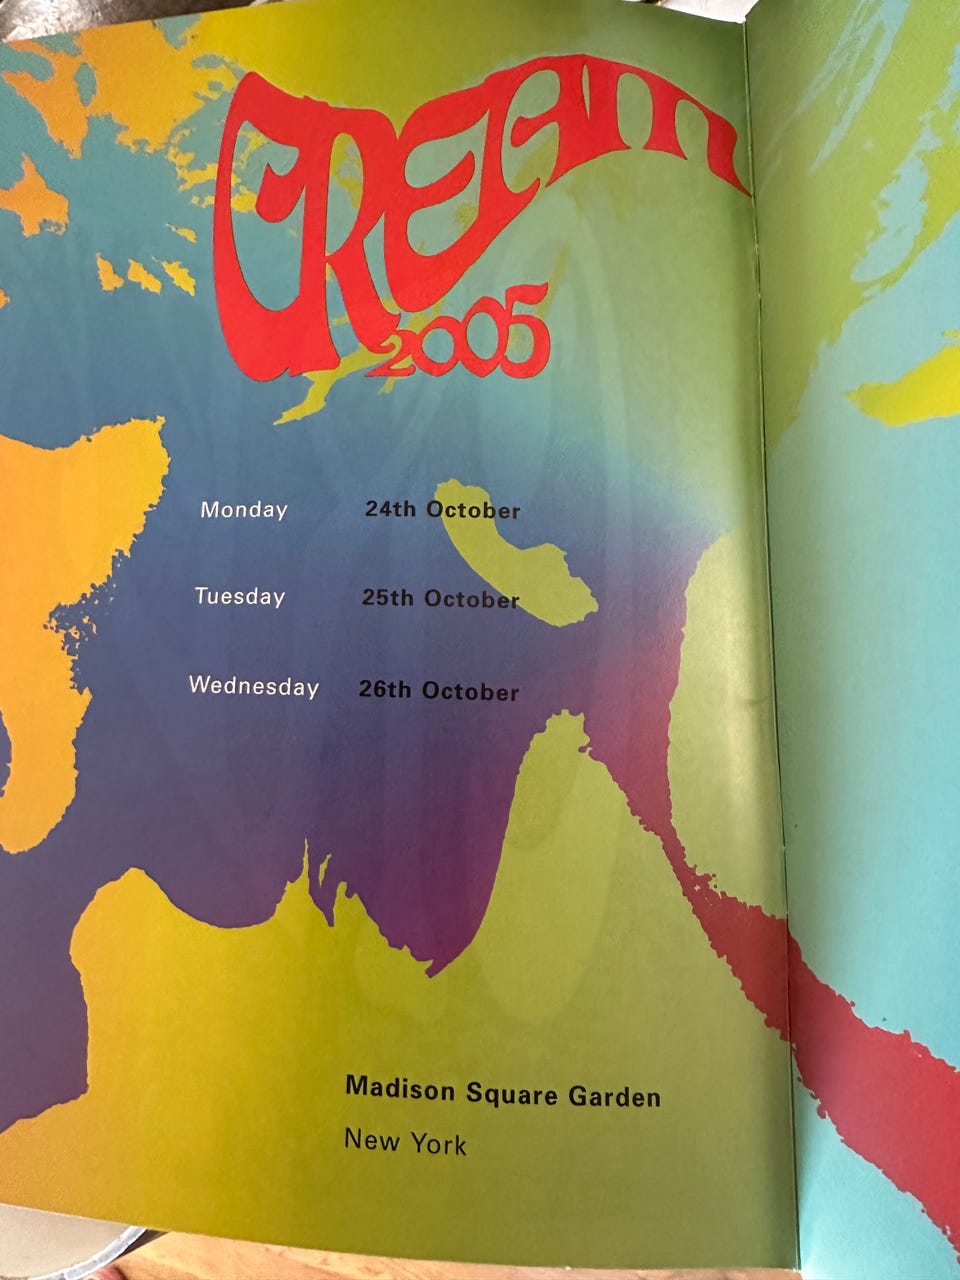 CREAM
2005
Monday 24th October
Tuesday 25th October
Wednesday 26th October
Madison Square Garden
New York